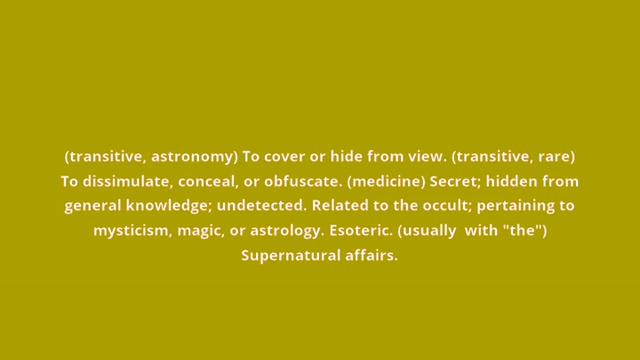 (transitive, astronomy) To cover or hide from view. (transitive, rare)
To dissimulate, conceal, or obfuscate. (medicine) Secret; hidden from
general knowledge; undetected. Related to the occult; pertaining to
mysticism, magic, or astrology. Esoteric. (usually  with "the")
Supernatural affairs.